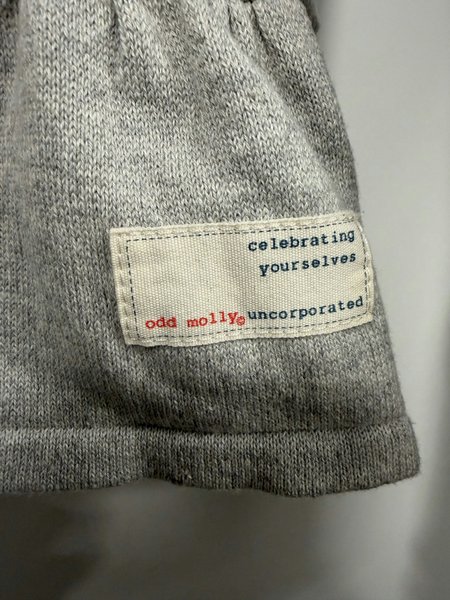 celebrating
yourselves
odd molly© uncorporated